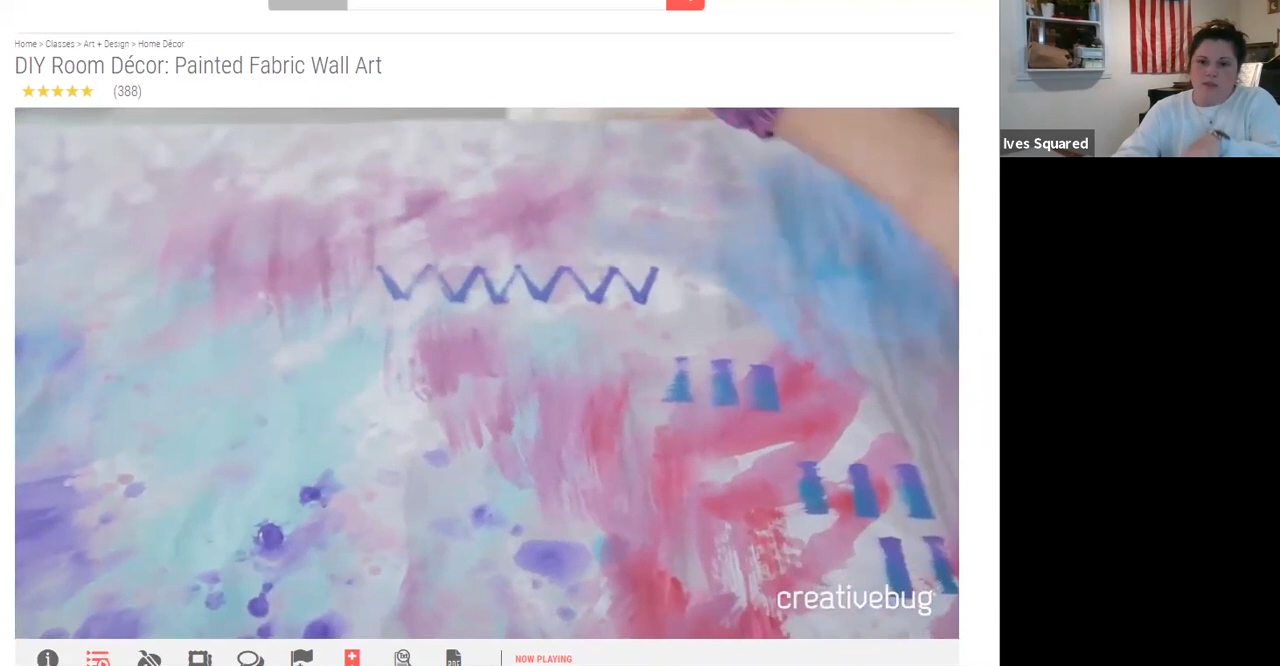 Home > Classes > Art + Design > Home Décor
DIY Room Décor: Painted Fabric Wall Art
(388)
Ives Squared
creativebug
NOW PLAYING